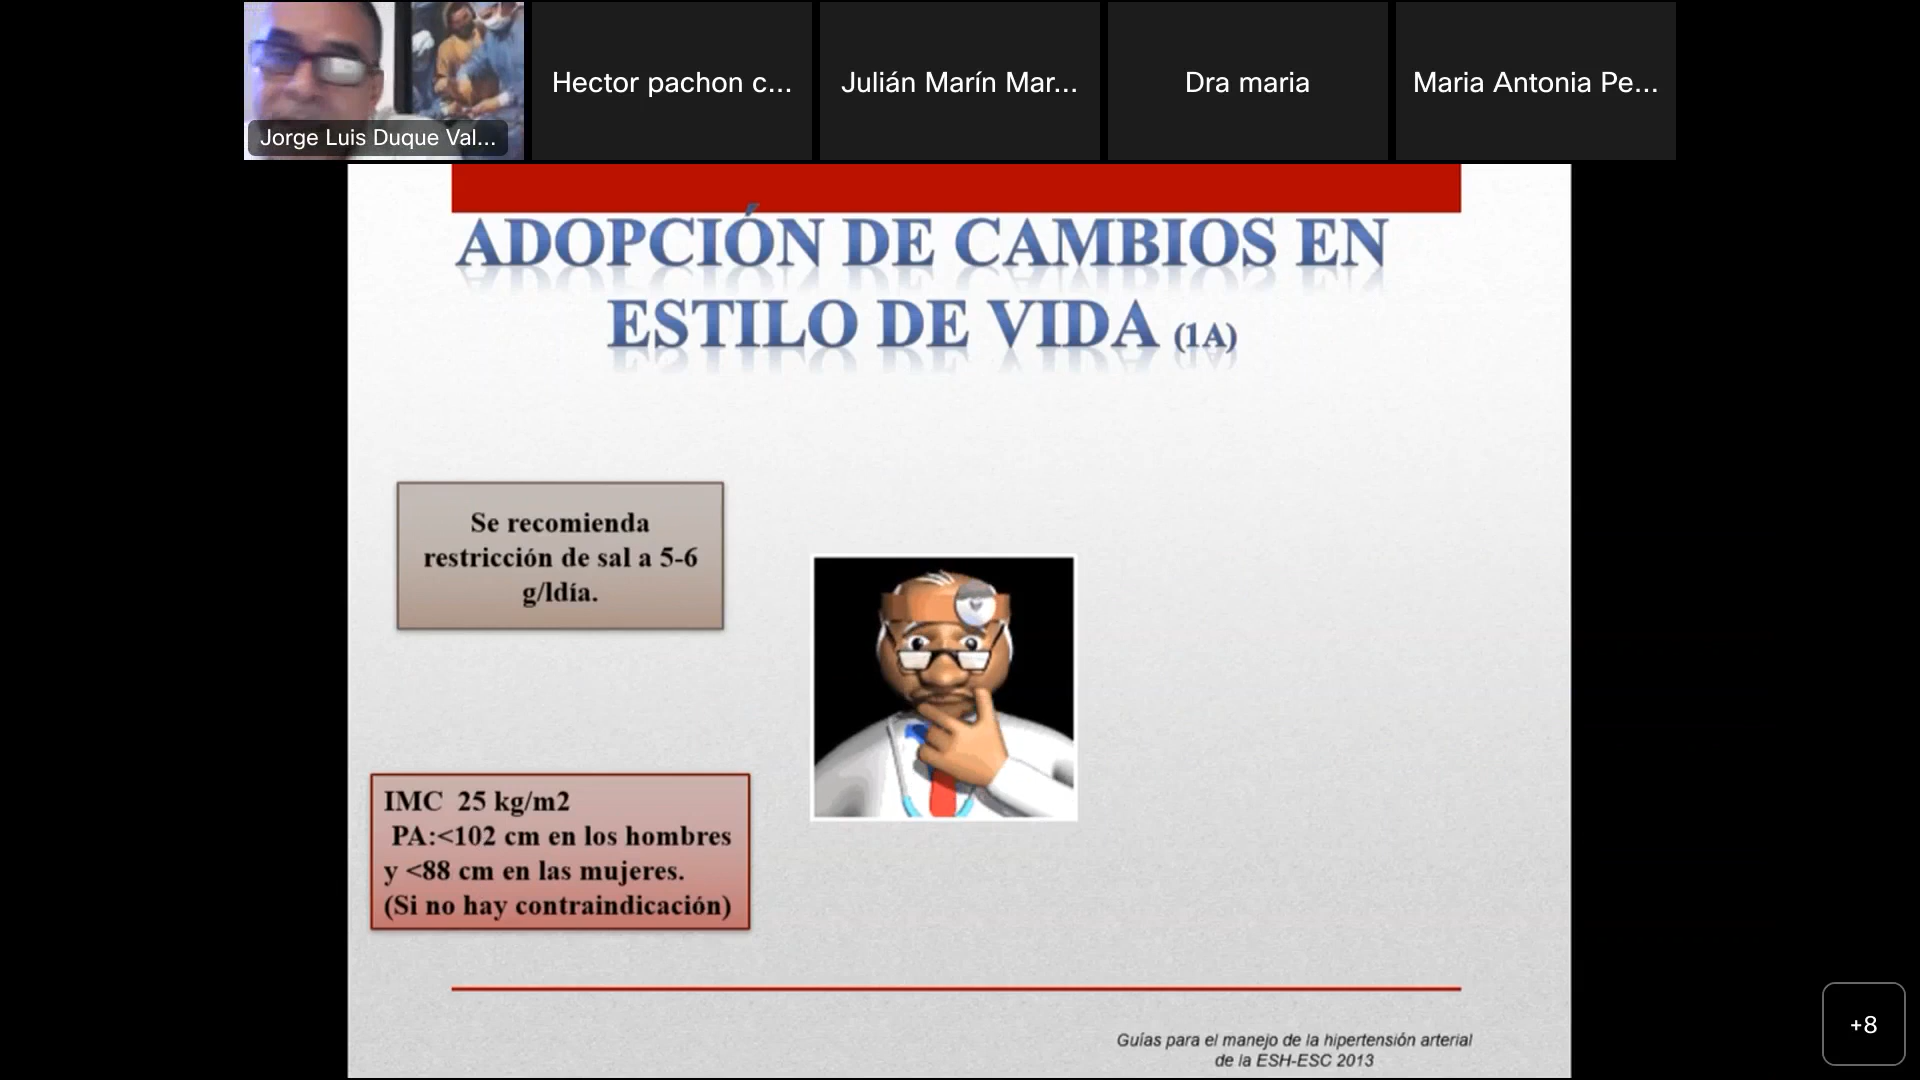 Hector pachon c...
Julián Marín Mar...
Dra maria
Maria Antonia Pe...
Jorge Luis Duque Val...
ADOPCIÓN DE CAMBIOS EN
ESTILO DE VIDA (1A)
Se recomienda
restricción de sal a 5-6
g/ldía.
IMC  25 kg/m2
PA:<102 cm en los hombres
y <88 cm en las mujeres.
(Si no hay contraindicación)
Guías para el manejo de la hipertensión arterial
de la ESH-ESC 2013
+8